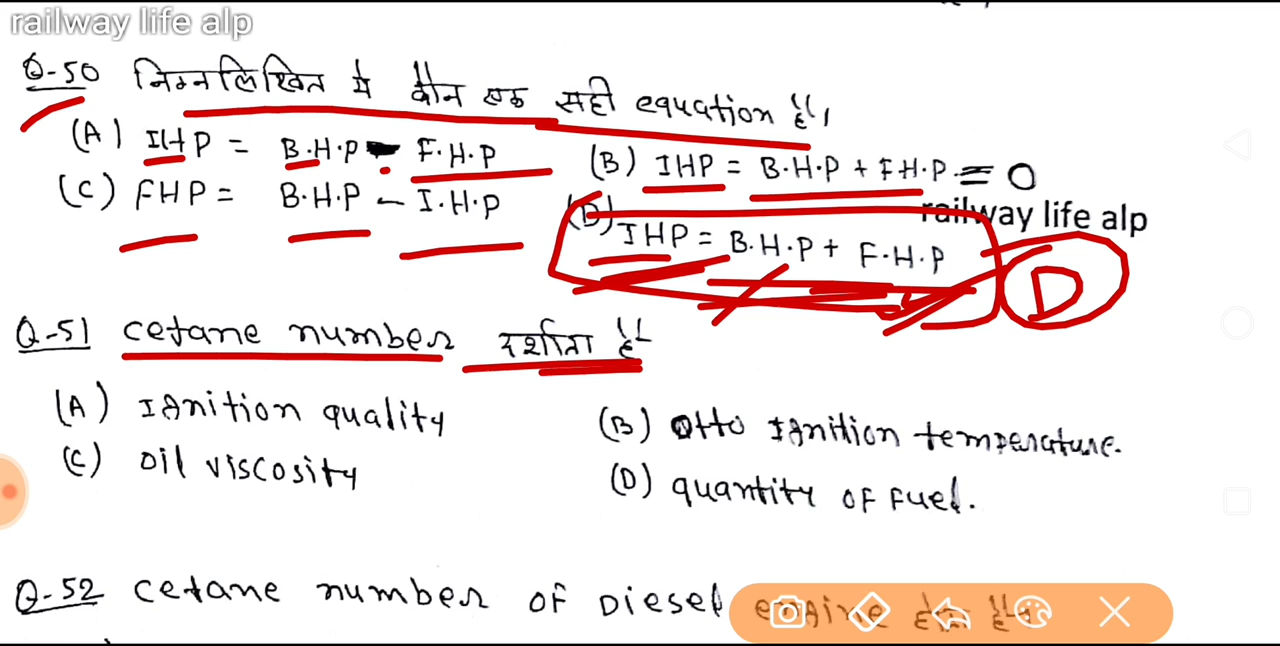 railway life alp
Q-50 निम्नलिखित में कौन एक सही equation है।
(A) IHP = B.H.P - F.H.P (B) IHP = B.H.P + F.H.P. = 0
(C) FHP = B.H.P - I.H.P
railway life alp
(D) IHP = B.H.P + F.H.P
D
Q-51 cetane number दर्शाता है
(A) Ignition quality (B) Otto Ignition temperature.
(C) oil viscosity (D) quantity of fuel.
Q-52 cetane number of Diesel engine होता है